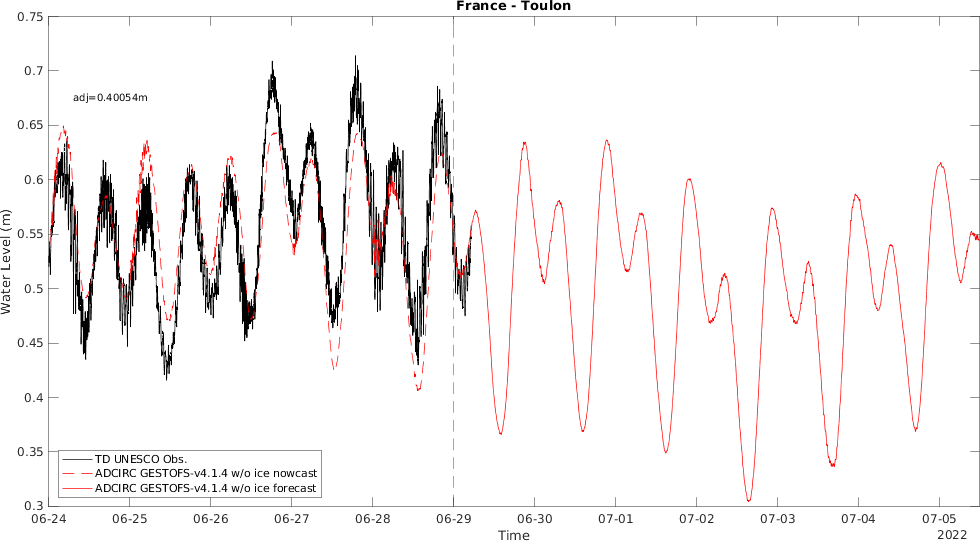 France - Toulon
0.75
0.7
0.65
0.6
0.55
0.5
0.45
0.4
0.35
0.3
Water Level (m)
adj=0.40054m
TD UNESCO Obs.
ADCIRC GESTOFS-v4.1.4 w/o ice nowcast
ADCIRC GESTOFS-v4.1.4 w/o ice forecast
06-24 06-25 06-26 06-27 06-28 06-29 06-30 07-01 07-02 07-03 07-04 07-05
Time
2022